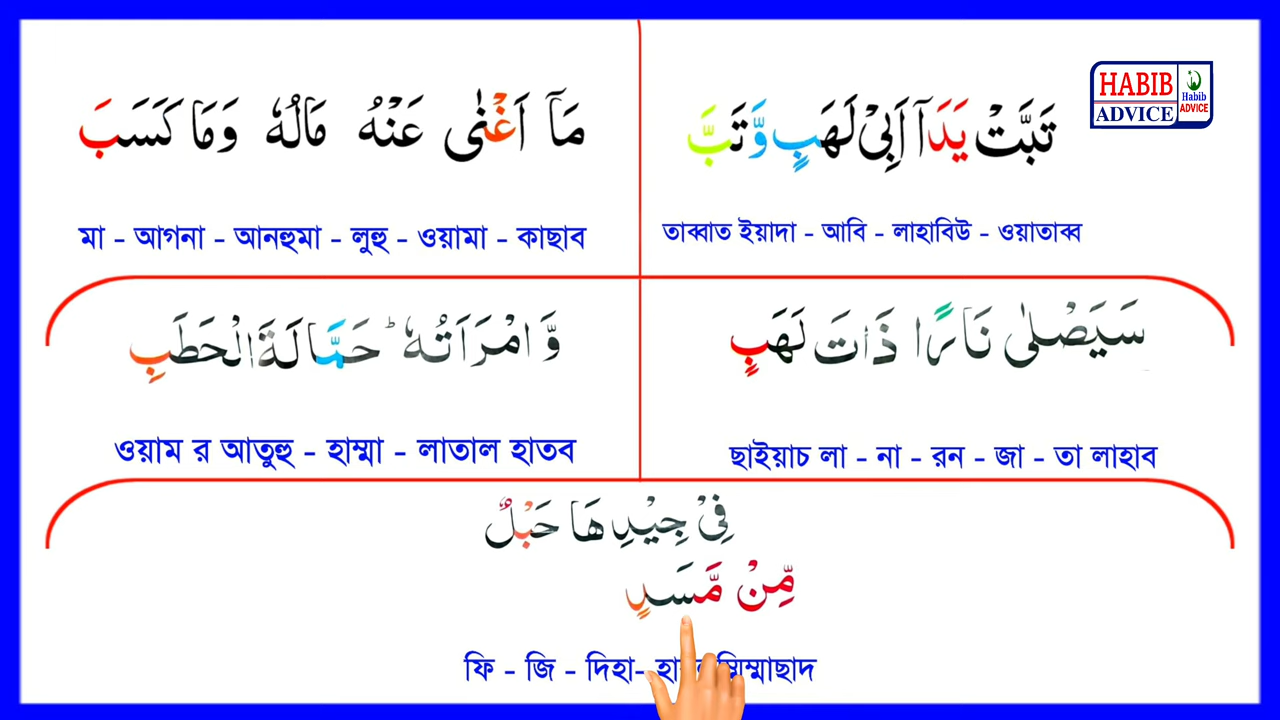 HABIB
ADVICE
Habib
ADVICE
تَبَّتْ يَدَآ اَبِىْ لَهَبٍ وَّتَبَّ
তাব্বাত ইয়াদা - আবি - লাহাবিউ - ওয়াতাব্ব
مَآ اَغْنٰى عَنْهُ مَالُهٗ وَمَا كَسَبَ
মা - আগনা - আনহুমা - লুহু - ওয়ামা - কাছাব
سَيَصْلٰى نَارًا ذَاتَ لَهَبٍ
ছাইয়াচ লা - না - রন - জা - তা লাহাব
وَّامْرَاَتُهٗ ؕ حَمَّالَةَ الْحَطَبِ
ওয়াম র আতুহু - হাম্মা - লাতাল হাতব
فِىْ جِيْدِهَا حَبْلٌ
مِّنْ مَّسَدٍ
ফি - জি - দিহা-